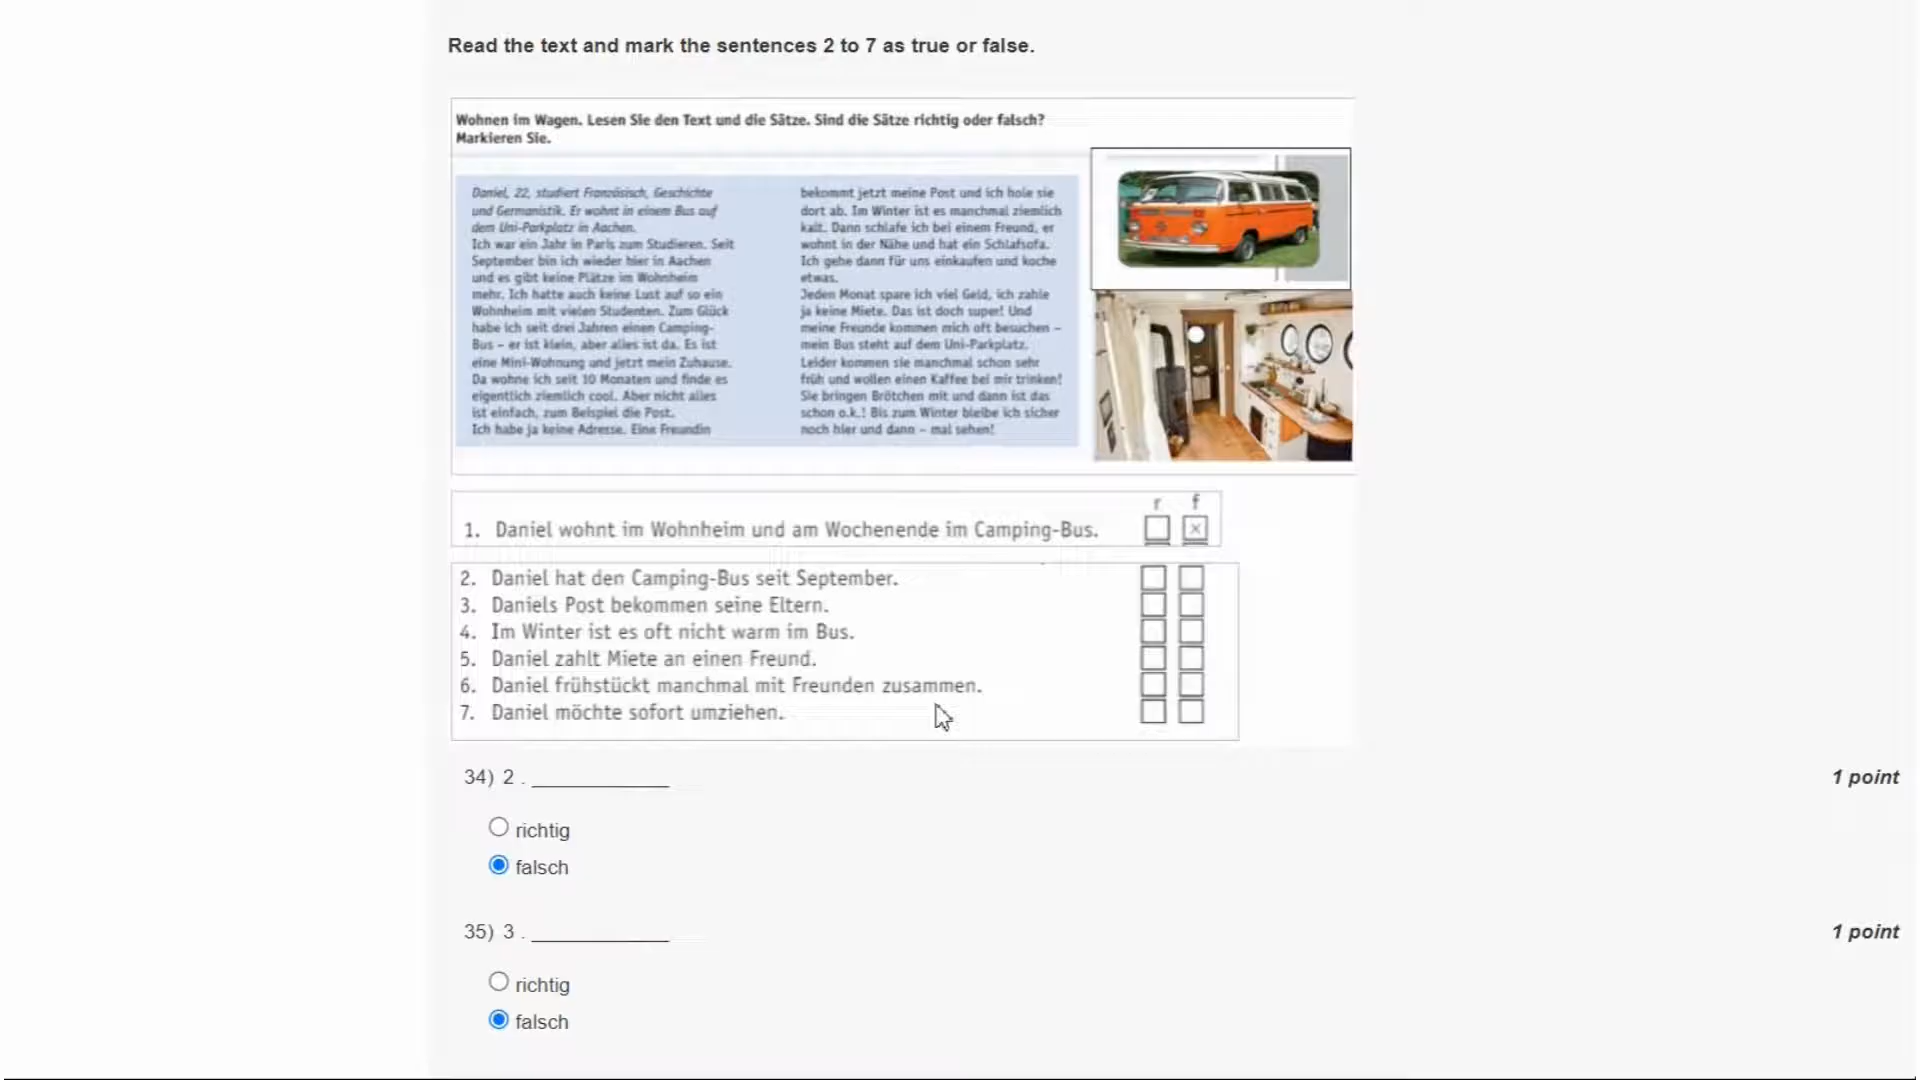 Read the text and mark the sentences 2 to 7 as true or false.
Wohnen im Wagen. Lesen Sie den Text und die Sätze. Sind die Sätze richtig oder falsch?
Markieren Sie.
Daniel, 22, studiert Französisch, Geschichte
und Germanistik. Er wohnt in einem Bus auf
dem Uni-Parkplatz in Aachen.
Ich war ein Jahr in Paris zum Studieren. Seit
September bin ich wieder hier in Aachen
und es gibt keine Plätze im Wohnheim
mehr. Ich hatte auch keine Lust auf so ein
Wohnheim mit vielen Studenten. Zum Glück
habe ich seit drei Jahren einen Camping-
Bus – er ist klein, aber alles ist da. Es ist
eine Mini-Wohnung und jetzt mein Zuhause.
Da wohne ich seit 10 Monaten und finde es
eigentlich ziemlich cool. Aber nicht alles
ist einfach, zum Beispiel die Post.
Ich habe ja keine Adresse. Eine Freundin
bekommt jetzt meine Post und ich hole sie
dort ab. Im Winter ist es manchmal ziemlich
kalt. Dann schlafe ich bei einem Freund, er
wohnt in der Nähe und hat ein Schlafsofa.
Ich gehe dann für uns einkaufen und koche
etwas.
Jeden Monat spare ich viel Geld, ich zahle
ja keine Miete. Das ist doch super! Und
meine Freunde kommen mich oft besuchen –
mein Bus steht auf dem Uni-Parkplatz.
Leider kommen sie manchmal schon sehr
früh und wollen einen Kaffee bei mir trinken!
Sie bringen Brötchen mit und dann ist das
schon o.k.! Bis zum Winter bleibe ich sicher
noch hier und dann – mal sehen!
r f
1. Daniel wohnt im Wohnheim und am Wochenende im Camping-Bus.
2. Daniel hat den Camping-Bus seit September.
3. Daniels Post bekommen seine Eltern.
4. Im Winter ist es oft nicht warm im Bus.
5. Daniel zahlt Miete an einen Freund.
6. Daniel frühstückt manchmal mit Freunden zusammen.
7. Daniel möchte sofort umziehen.
34) 2 . ____________ 1 point
richtig
falsch
35) 3 . ____________ 1 point
richtig
falsch